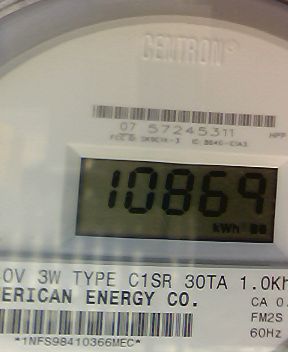 CENTRON®
07 57245311
10869
kWh
.0V 3W TYPE C1SR 30TA 1.0Kh
ERICAN ENERGY CO.
CA 0.
FM2S
60Hz
*1NFS98410366MEC*